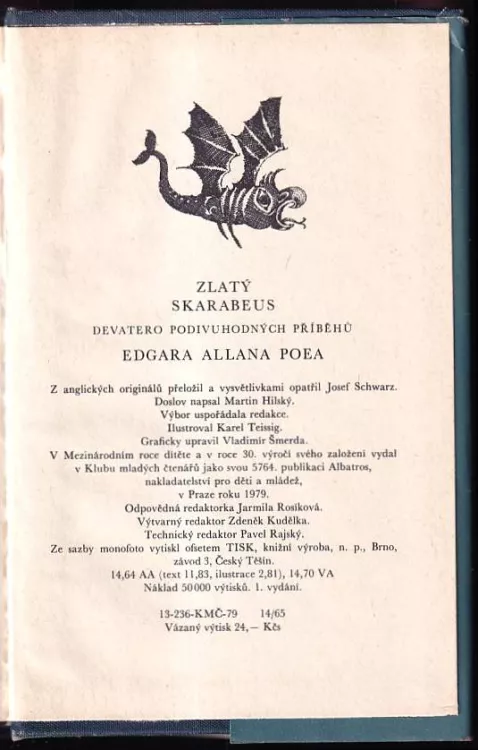 ZLATÝ
SKARABEUS
DEVATERO PODIVUHODNÝCH PŘÍBĚHŮ
EDGARA ALLANA POEA
Z anglických originálů přeložil a vysvětlivkami opatřil Josef Schwarz.
Doslov napsal Martin Hilský.
Výbor uspořádala redakce.
Ilustroval Karel Teissig.
Graficky upravil Vladimír Šmerda.
V Mezinárodním roce dítěte a v roce 30. výročí svého založení vydal
v Klubu mladých čtenářů jako svou 5764. publikaci Albatros,
nakladatelství pro děti a mládež,
v Praze roku 1979.
Odpovědná redaktorka Jarmila Rosíková.
Výtvarný redaktor Zdeněk Kudělka.
Technický redaktor Pavel Rajský.
Ze sazby monofoto vytiskl ofsetem TISK, knižní výroba, n. p., Brno,
závod 3, Český Těšín.
14,64 AA (text 11,83, ilustrace 2,81), 14,70 VA
Náklad 50 000 výtisků. 1. vydání.
13-236-KMČ-79 14/65
Vázaný výtisk 24,— Kčs